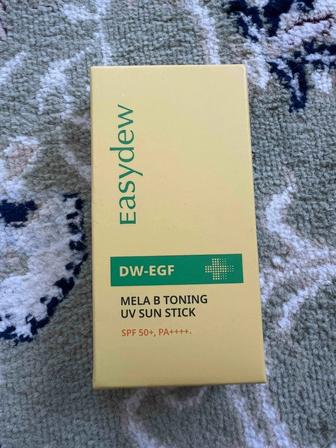 Easydew
DW-EGF
MELA B TONING
UV SUN STICK
SPF 50+, PA++++.